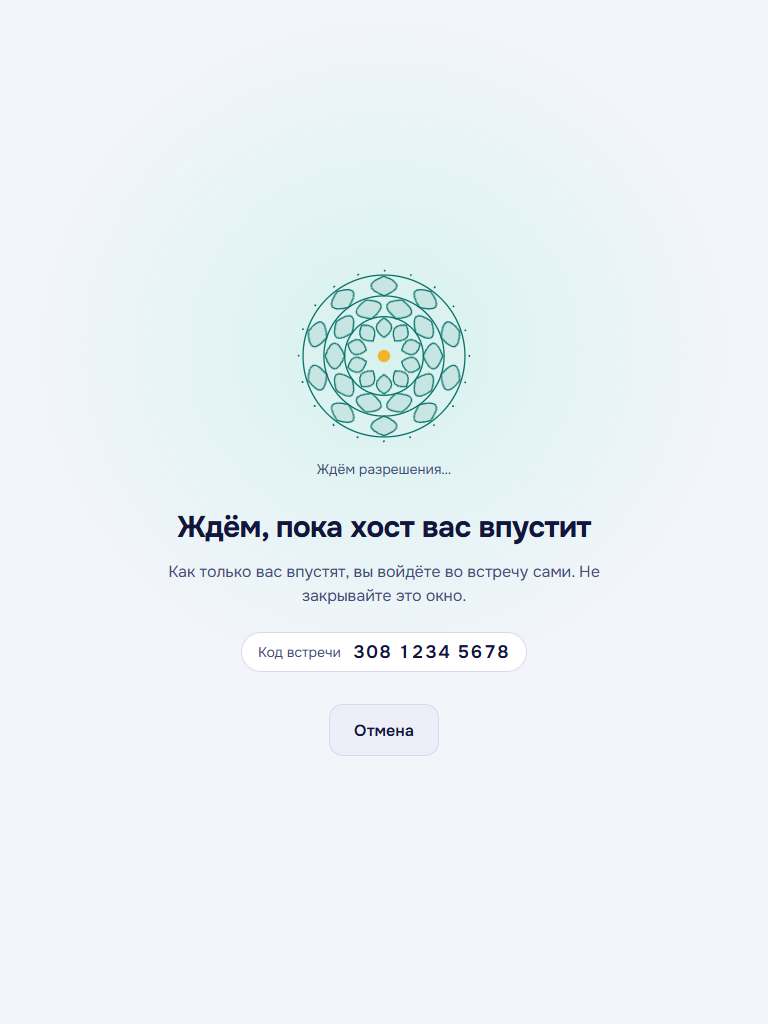 Ждём разрешения...
Ждём, пока хост вас впустит
Как только вас впустят, вы войдёте во встречу сами. Не
закрывайте это окно.
Код встречи 308 1234 5678
Отмена